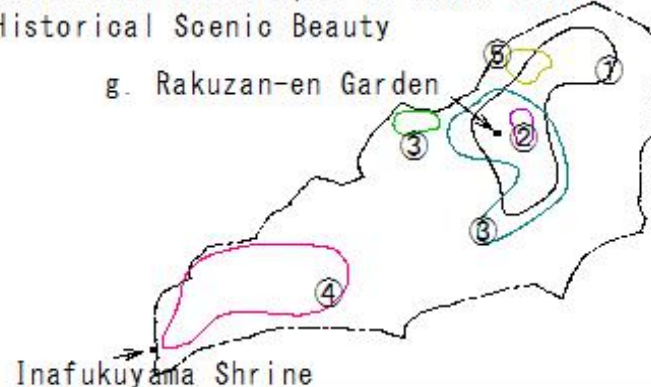 Historical Scenic Beauty
g. Rakuzan-en Garden
⑤
①
②
③
③
④
Inafukuyama Shrine